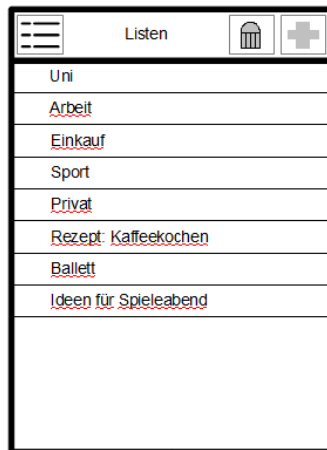 Listen
Uni
Arbeit
Einkauf
Sport
Privat
Rezept: Kaffeekochen
Ballett
Ideen für Spieleabend